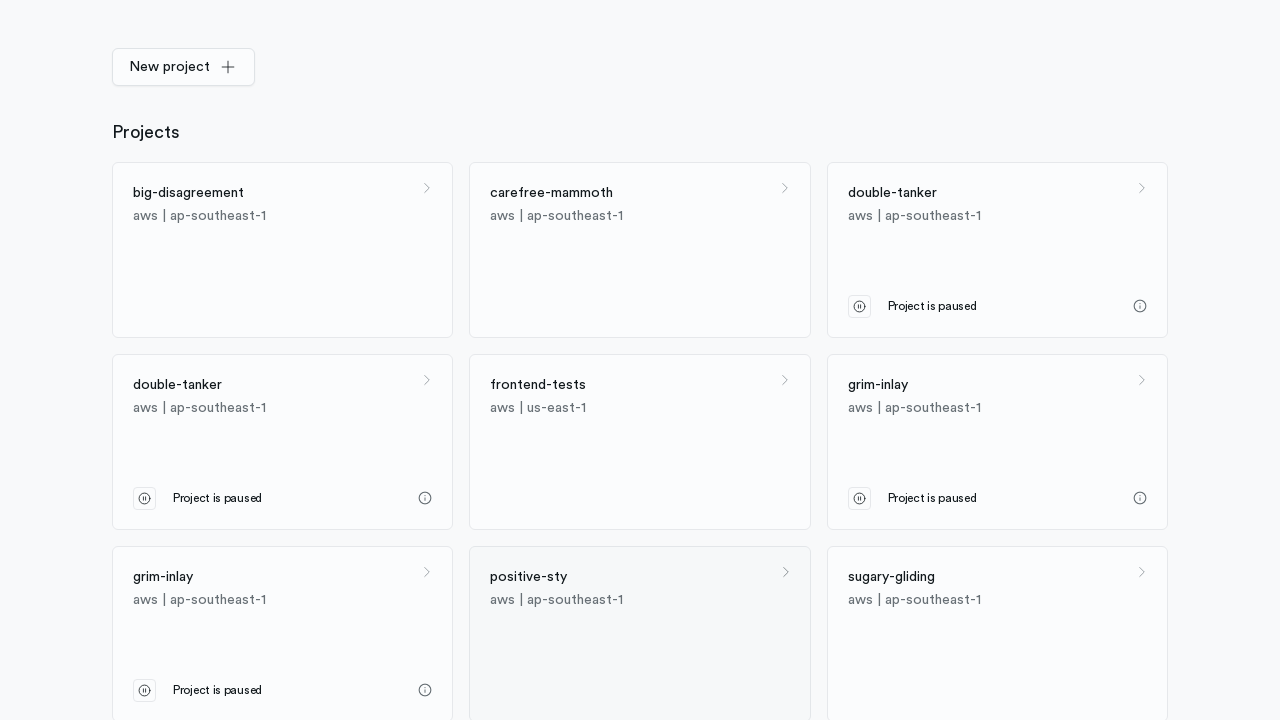 New project
Projects
big-disagreement
aws | ap-southeast-1
carefree-mammoth
aws | ap-southeast-1
double-tanker
aws | ap-southeast-1
Project is paused
double-tanker
aws | ap-southeast-1
Project is paused
frontend-tests
aws | us-east-1
grim-inlay
aws | ap-southeast-1
Project is paused
grim-inlay
aws | ap-southeast-1
Project is paused
positive-sty
aws | ap-southeast-1
sugary-gliding
aws | ap-southeast-1